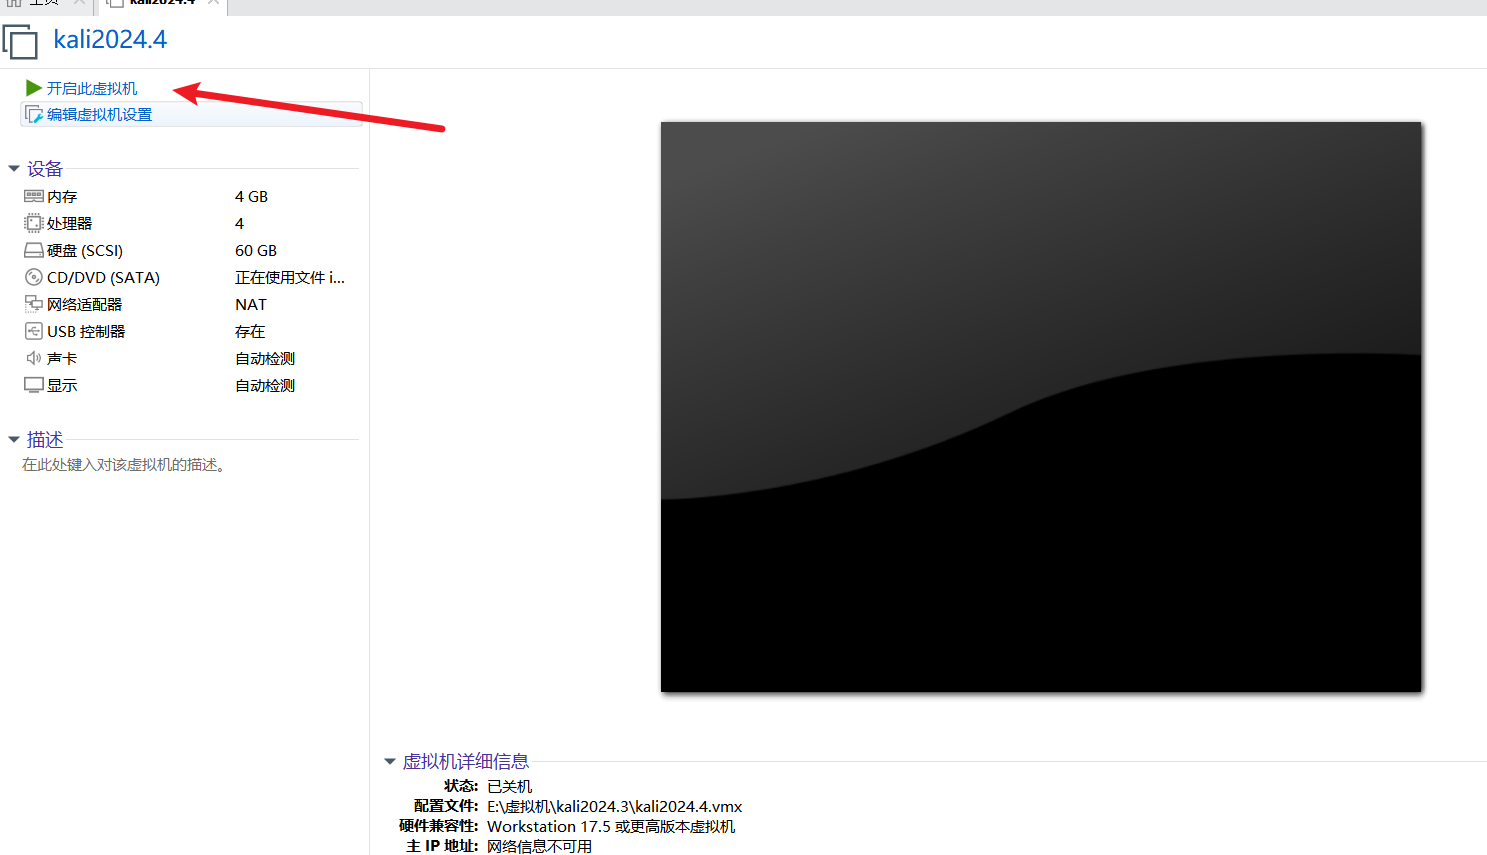 主页
kali2024.4
kali2024.4
开启此虚拟机
编辑虚拟机设置
设备
内存 4 GB
处理器 4
硬盘 (SCSI) 60 GB
CD/DVD (SATA) 正在使用文件 i...
网络适配器 NAT
USB 控制器 存在
声卡 自动检测
显示 自动检测
描述
在此处键入对该虚拟机的描述。
虚拟机详细信息
状态: 已关机
配置文件: E:\虚拟机\kali2024.3\kali2024.4.vmx
硬件兼容性: Workstation 17.5 或更高版本虚拟机
主 IP 地址: 网络信息不可用